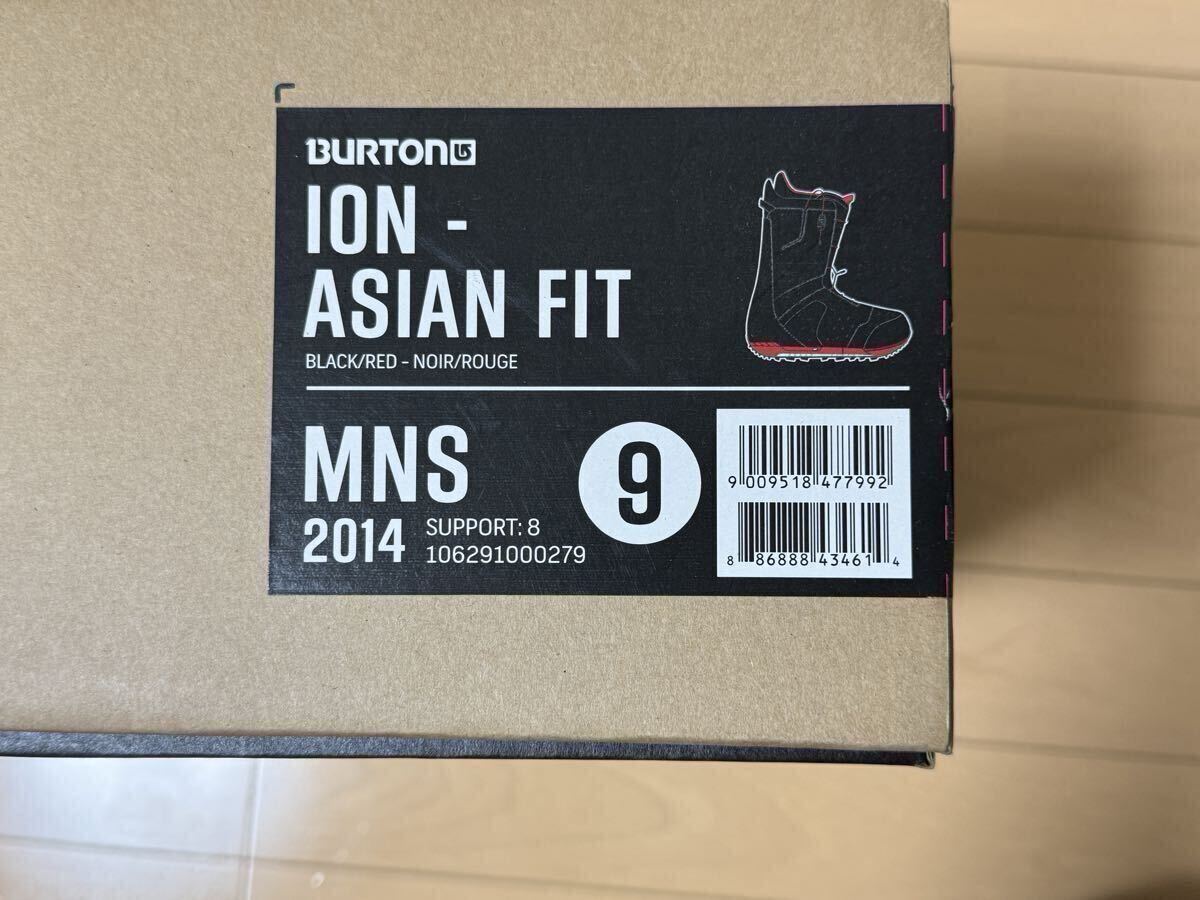 BURTON
ION -
ASIAN FIT
BLACK/RED - NOIR/ROUGE
MNS
2014
SUPPORT: 8
106291000279
9
9 009518 477992
8 86888 43461 4